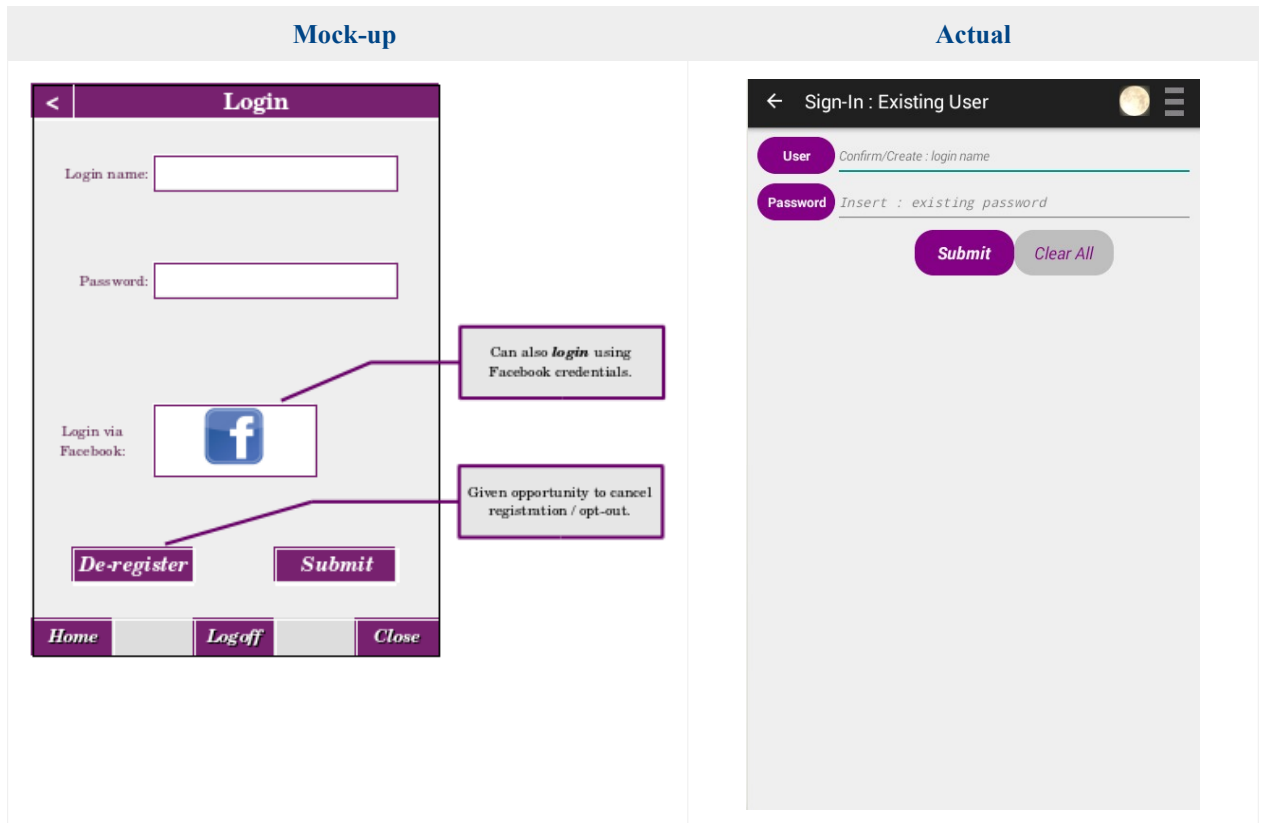 Mock-up
Actual
<
Login
Login name:
Password:
Can also login using
Facebook credentials.
Login via
Facebook:
f
Given opportunity to cancel
registration / opt-out.
De-register
Submit
Home
Logoff
Close
Sign-In : Existing User
User
Confirm/Create : login name
Password
Insert : existing password
Submit
Clear All